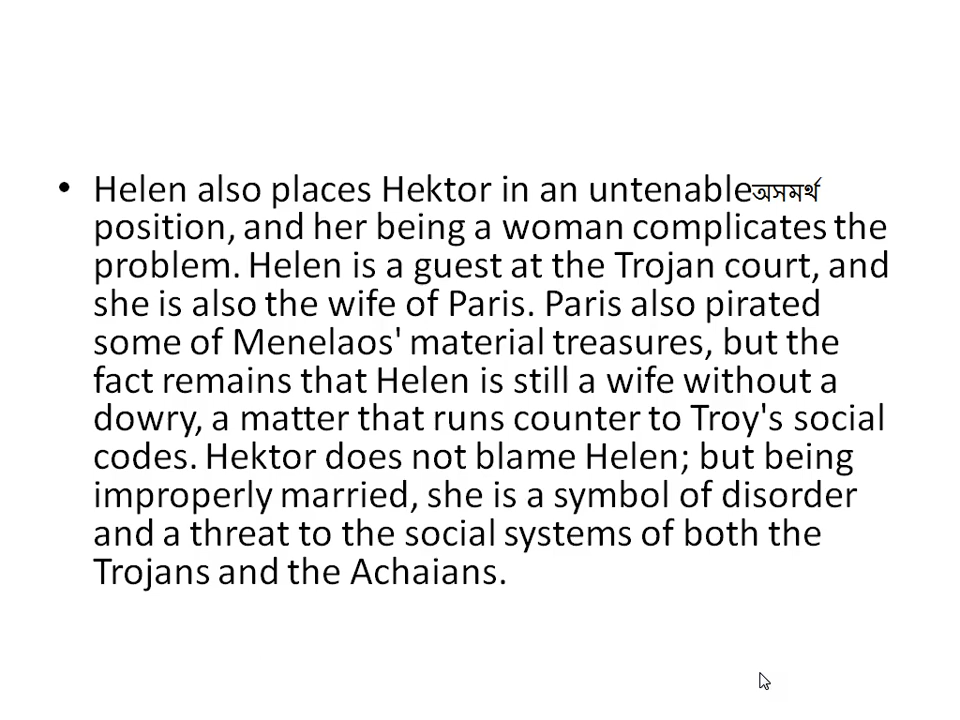 • Helen also places Hektor in an untenableঅসমর্থ
position, and her being a woman complicates the
problem. Helen is a guest at the Trojan court, and
she is also the wife of Paris. Paris also pirated
some of Menelaos' material treasures, but the
fact remains that Helen is still a wife without a
dowry, a matter that runs counter to Troy's social
codes. Hektor does not blame Helen; but being
improperly married, she is a symbol of disorder
and a threat to the social systems of both the
Trojans and the Achaians.